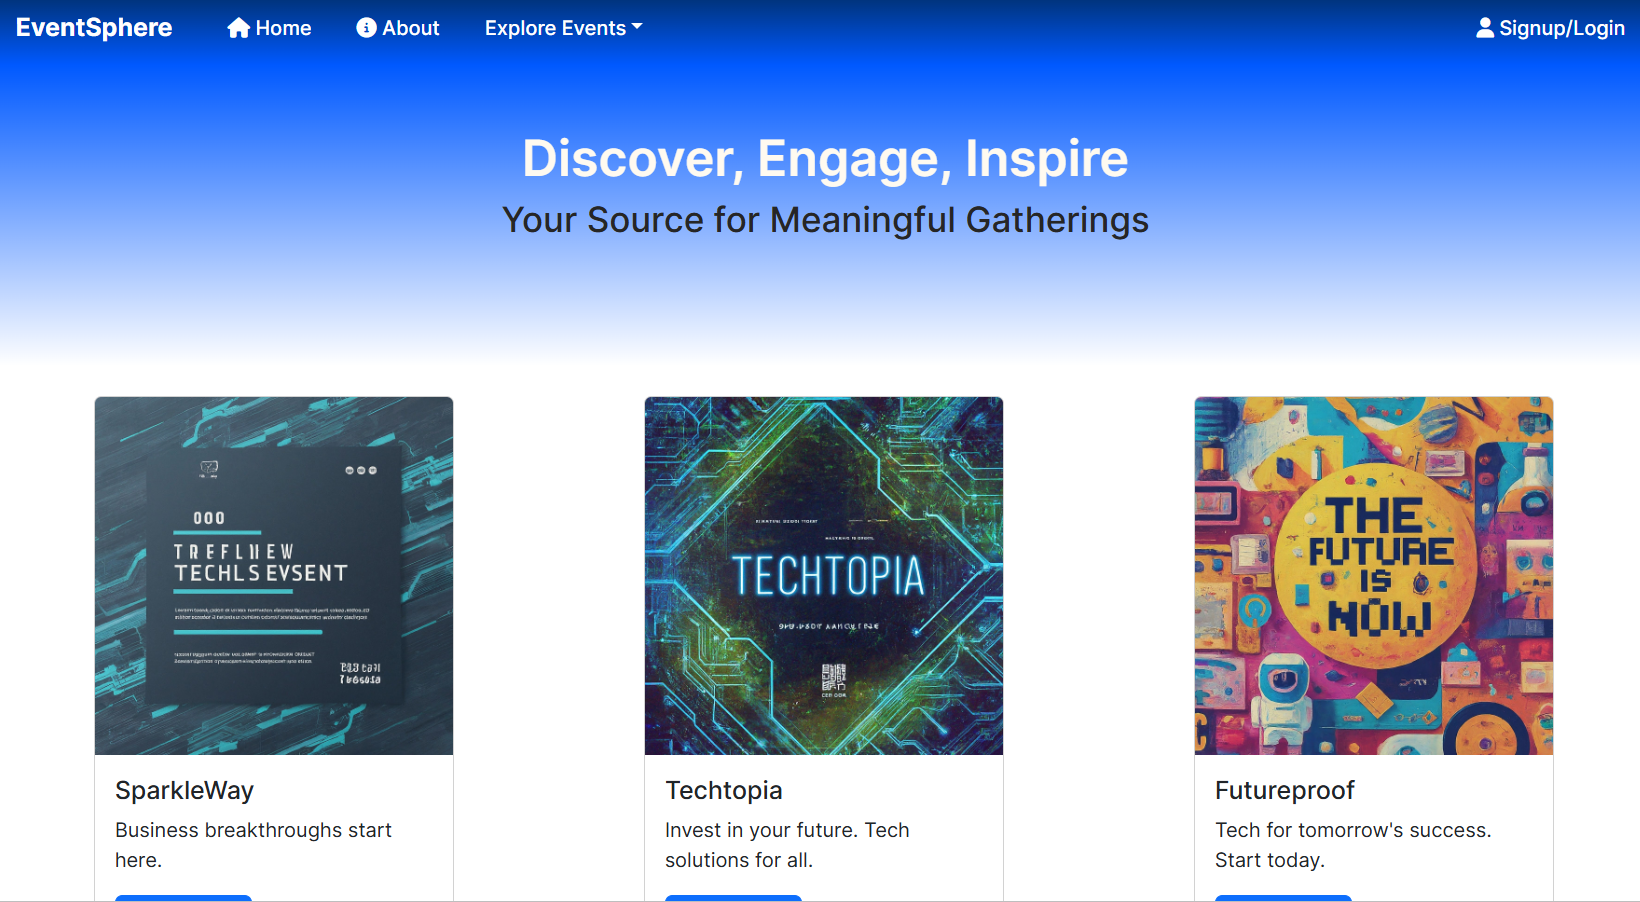 EventSphere Home About Explore Events Signup/Login
Discover, Engage, Inspire
Your Source for Meaningful Gatherings
000
TREFLNEW
TECHLS EVSENT
TECHTOPIA
THE
FUTURE
IS
NOW
SparkleWay
Business breakthroughs start
here.
Techtopia
Invest in your future. Tech
solutions for all.
Futureproof
Tech for tomorrow's success.
Start today.